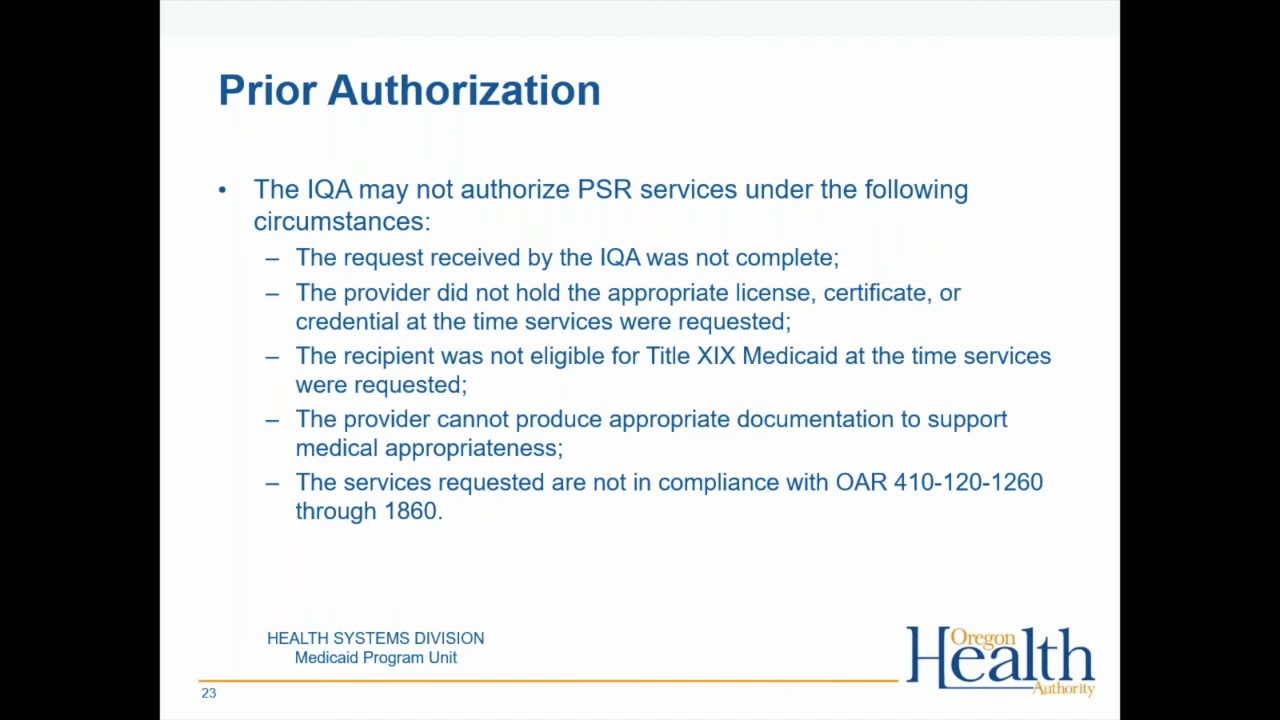 Prior Authorization
• The IQA may not authorize PSR services under the following
circumstances:
– The request received by the IQA was not complete;
– The provider did not hold the appropriate license, certificate, or
credential at the time services were requested;
– The recipient was not eligible for Title XIX Medicaid at the time services
were requested;
– The provider cannot produce appropriate documentation to support
medical appropriateness;
– The services requested are not in compliance with OAR 410-120-1260
through 1860.
HEALTH SYSTEMS DIVISION
Medicaid Program Unit
23
Oregon
Health
Authority